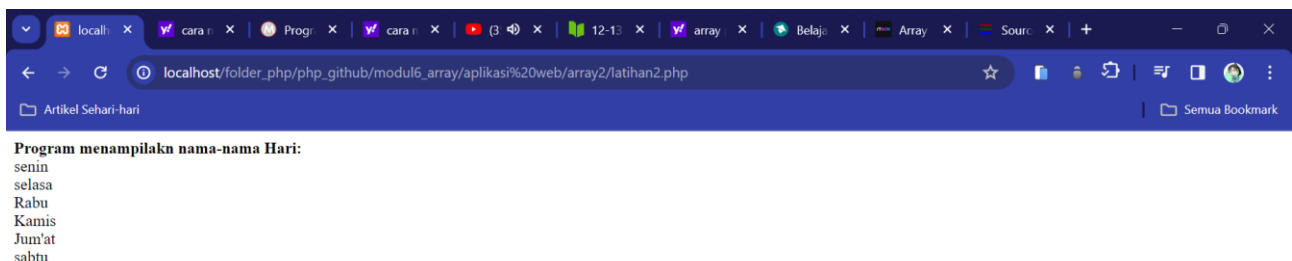 localh
cara n
Progr
cara n
(3
12-13
array
Belaja
Array
Sourc
localhost/folder_php/php_github/modul6_array/aplikasi%20web/array2/latihan2.php
Artikel Sehari-hari
Semua Bookmark
Program menampilakn nama-nama Hari:
senin
selasa
Rabu
Kamis
Jum'at
sabtu